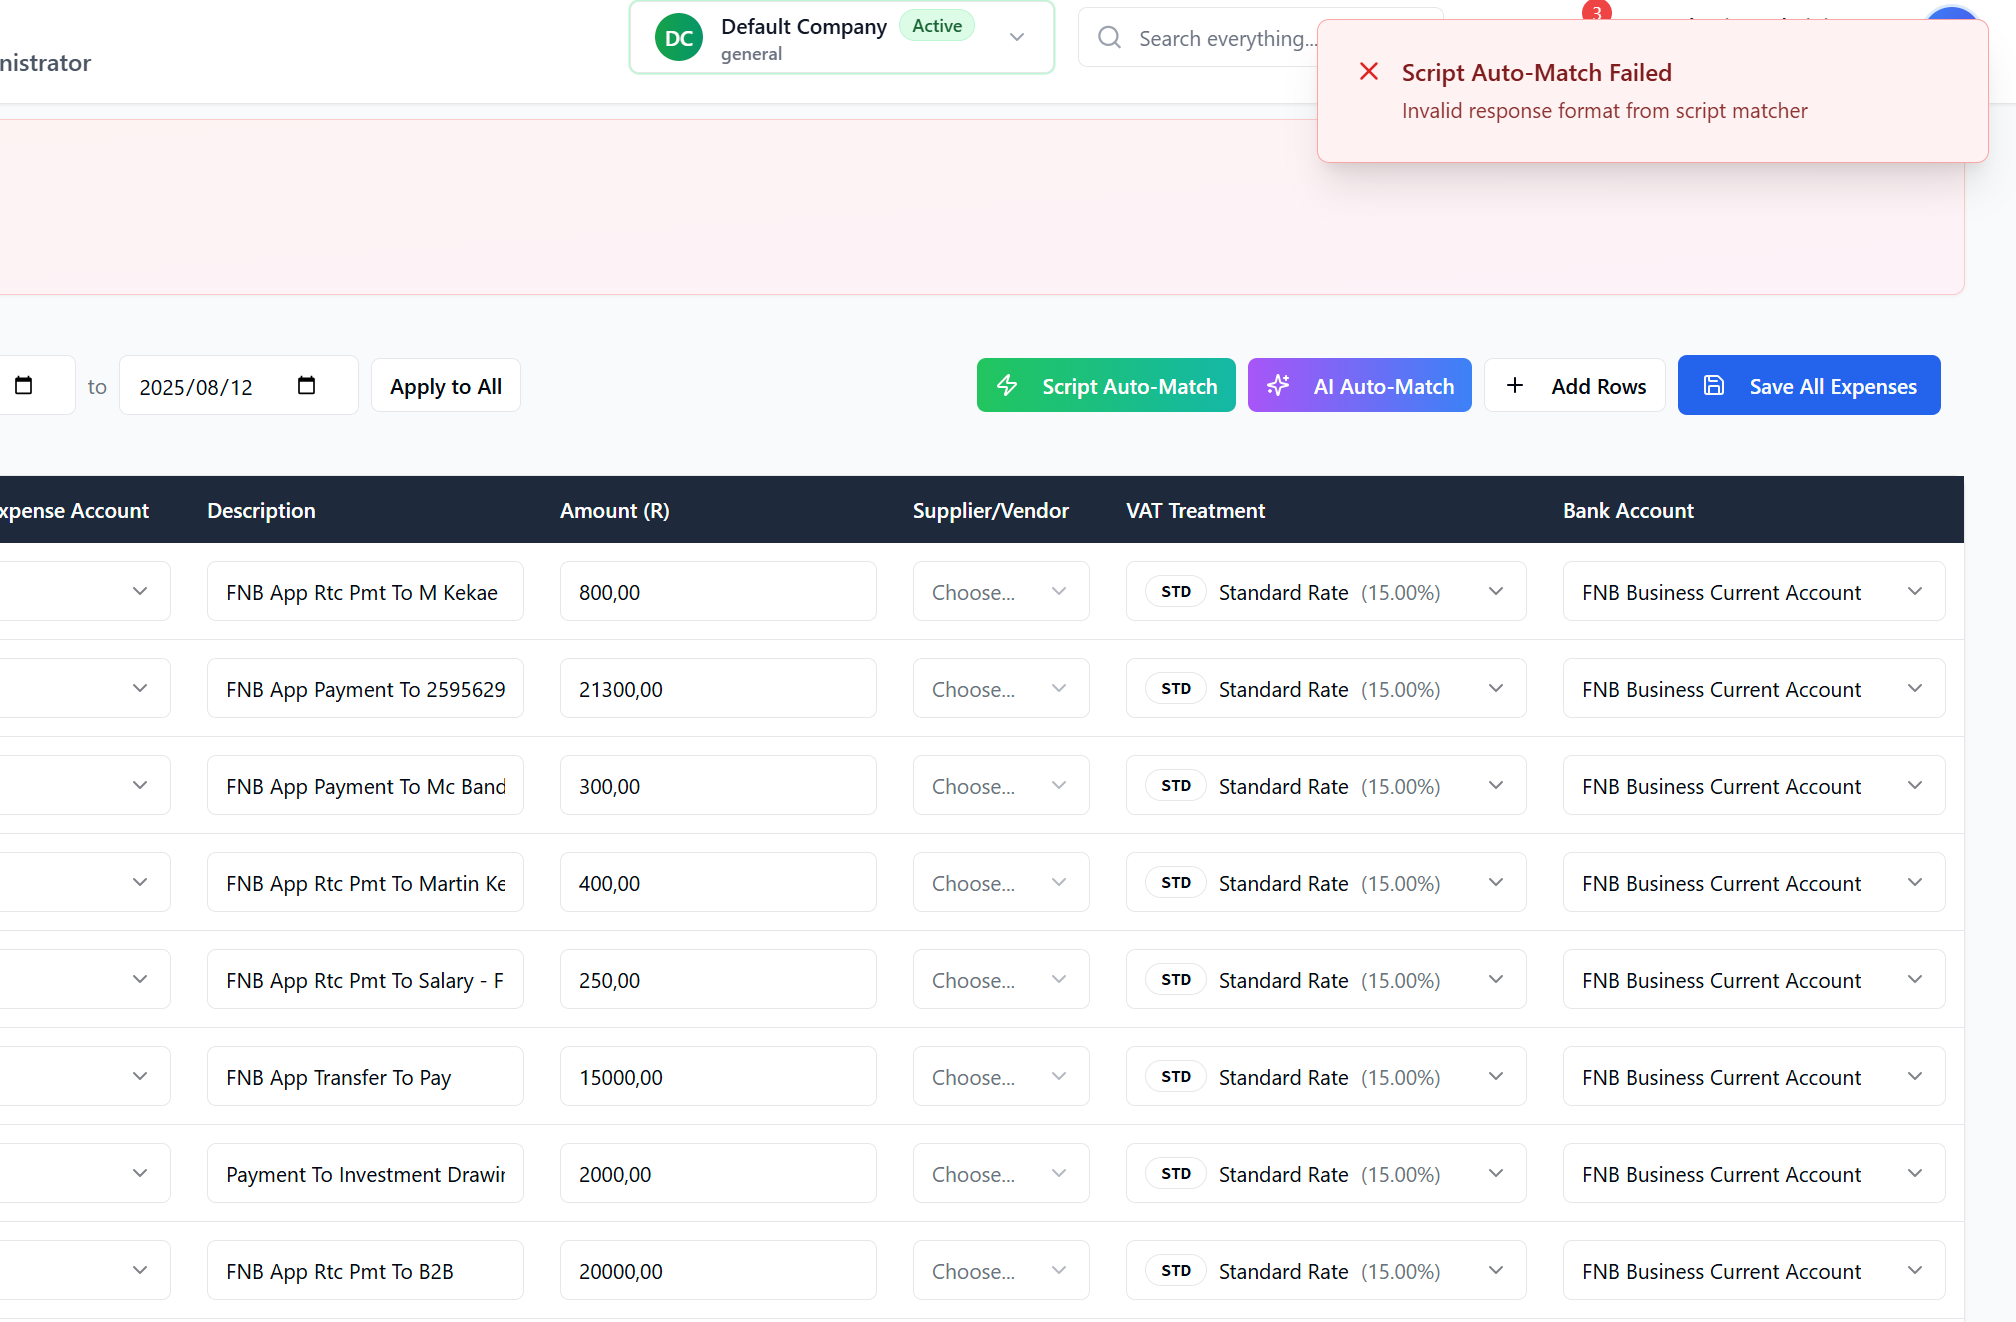 nistrator
DC
Default Company
Active
general
Search everything...
3
Script Auto-Match Failed
Invalid response format from script matcher
to
2025/08/12
Apply to All
Script Auto-Match
AI Auto-Match
Add Rows
Save All Expenses
xpense Account Description Amount (R) Supplier/Vendor VAT Treatment Bank Account
FNB App Rtc Pmt To M Kekae 800,00 Choose... STD Standard Rate (15.00%) FNB Business Current Account
FNB App Payment To 2595629 21300,00 Choose... STD Standard Rate (15.00%) FNB Business Current Account
FNB App Payment To Mc Band 300,00 Choose... STD Standard Rate (15.00%) FNB Business Current Account
FNB App Rtc Pmt To Martin Ke 400,00 Choose... STD Standard Rate (15.00%) FNB Business Current Account
FNB App Rtc Pmt To Salary - F 250,00 Choose... STD Standard Rate (15.00%) FNB Business Current Account
FNB App Transfer To Pay 15000,00 Choose... STD Standard Rate (15.00%) FNB Business Current Account
Payment To Investment Drawin 2000,00 Choose... STD Standard Rate (15.00%) FNB Business Current Account
FNB App Rtc Pmt To B2B 20000,00 Choose... STD Standard Rate (15.00%) FNB Business Current Account